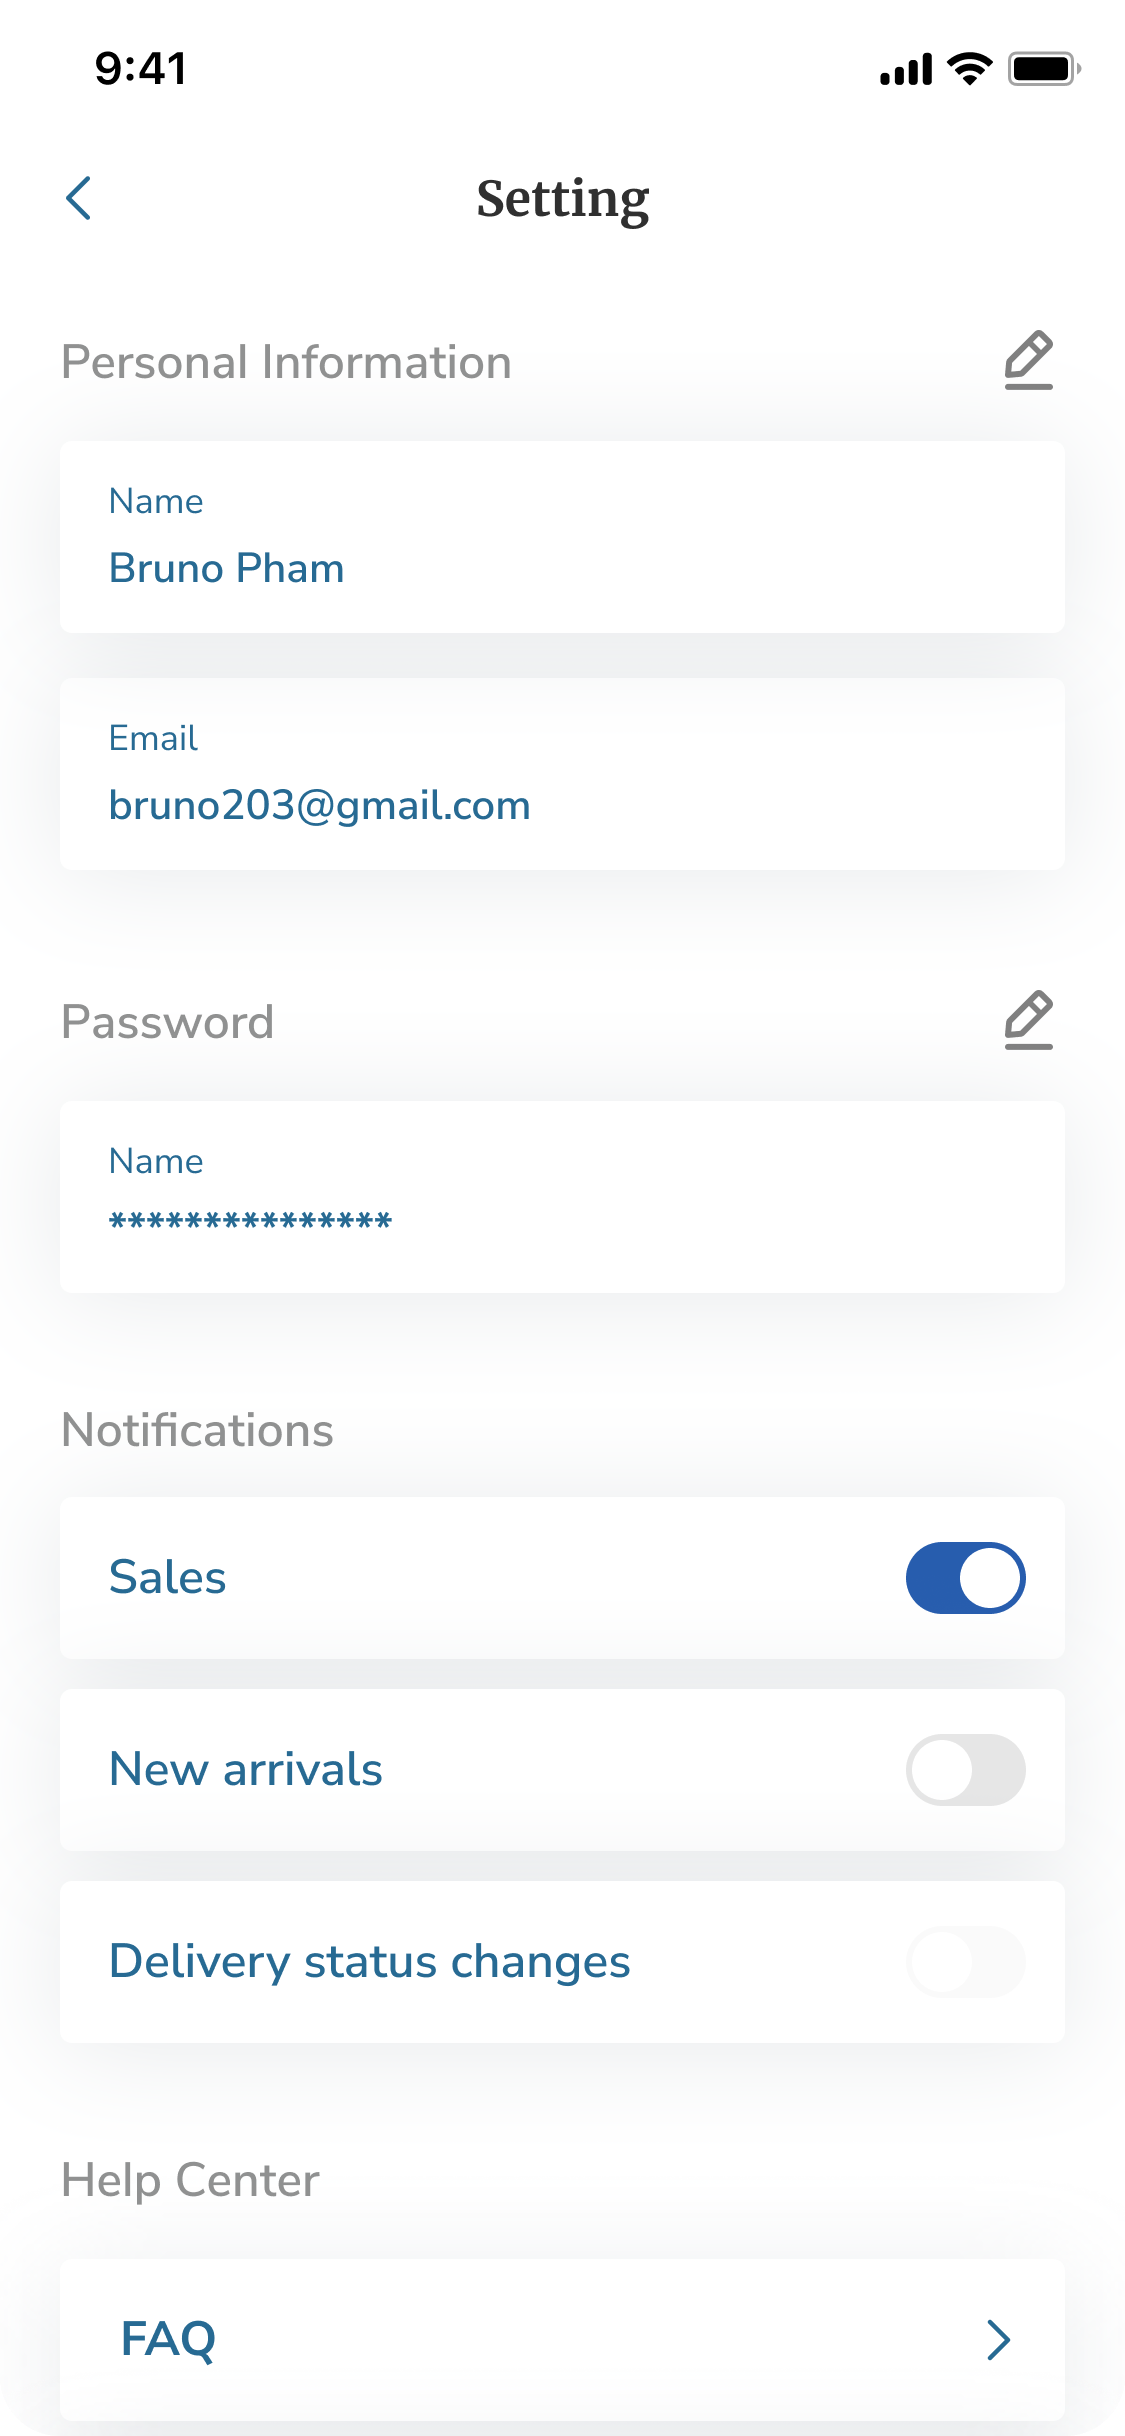 9:41
Setting
Personal Information
Name
Bruno Pham
Email
bruno203@gmail.com
Password
Name
***************
Notifications
Sales
New arrivals
Delivery status changes
Help Center
FAQ